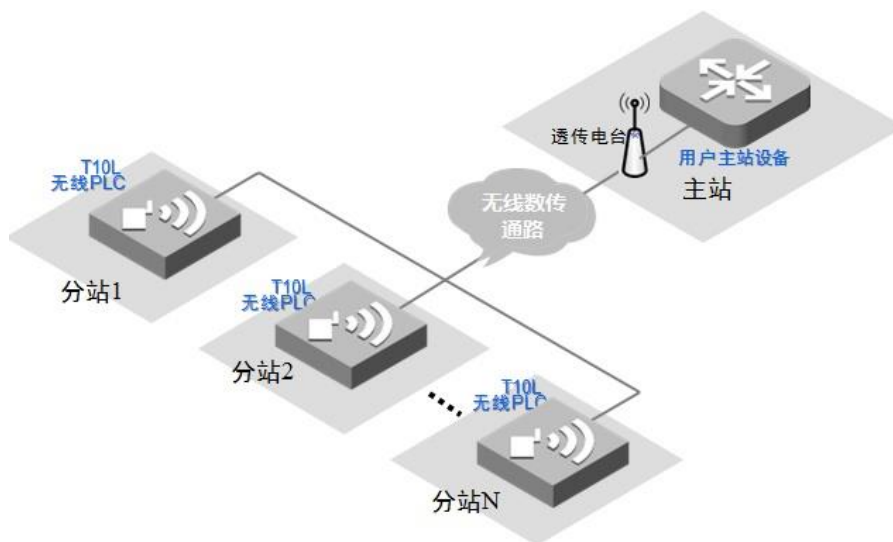 透传电台
用户主站设备
主站
无线数传
通路
T10L
无线PLC
分站1
T10L
无线PLC
分站2
T10L
无线PLC
分站N